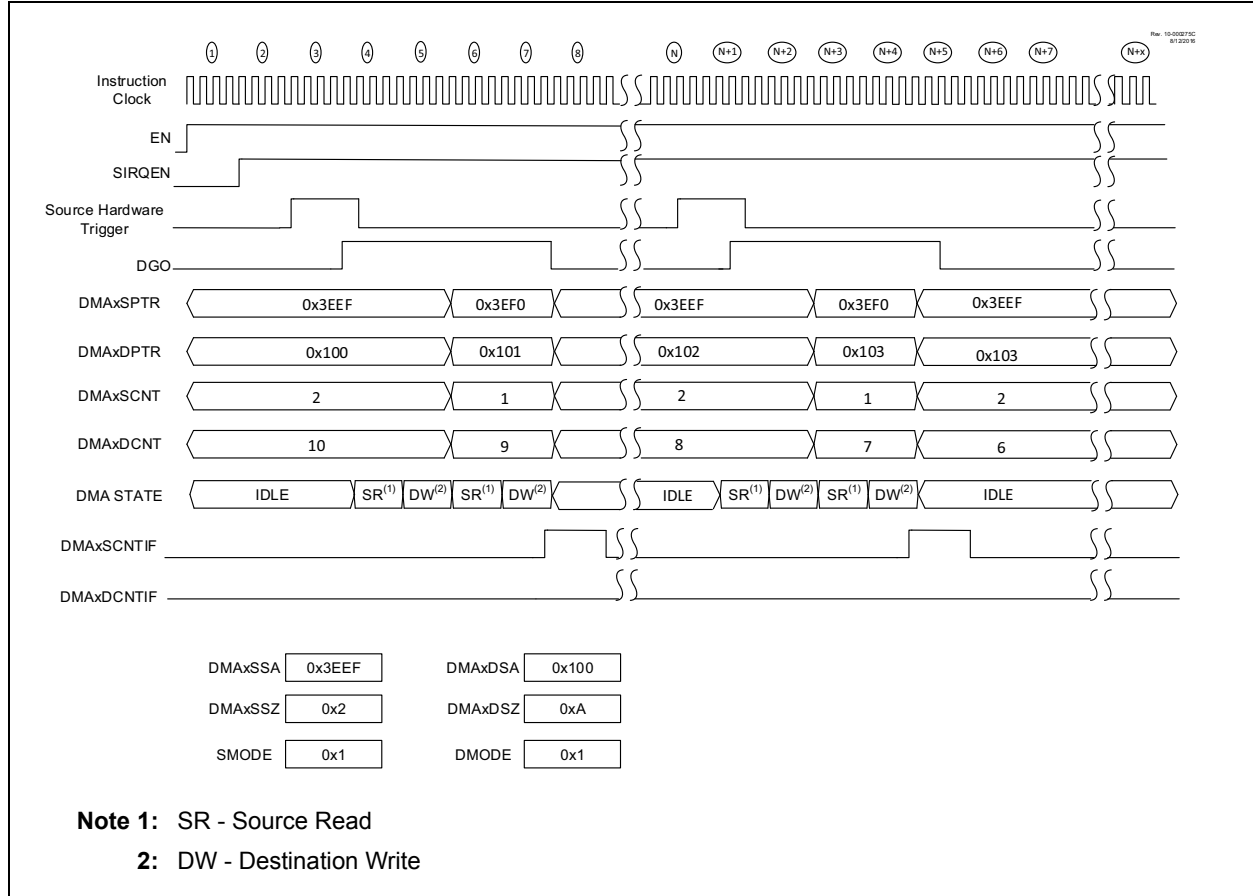 Rev. 10-000275C
8/12/2016
1 2 3 4 5 6 7 8 N N+1 N+2 N+3 N+4 N+5 N+6 N+7 N+x
Instruction
Clock
EN
SIRQEN
Source Hardware
Trigger
DGO
DMAxSPTR 0x3EEF 0x3EF0 0x3EEF 0x3EF0 0x3EEF
DMAxDPTR 0x100 0x101 0x102 0x103 0x103
DMAxSCNT 2 1 2 1 2
DMAxDCNT 10 9 8 7 6
DMA STATE IDLE SR(1) DW(2) SR(1) DW(2) IDLE SR(1) DW(2) SR(1) DW(2) IDLE
DMAxSCNTIF
DMAxDCNTIF
DMAxSSA 0x3EEF DMAxDSA 0x100
DMAxSSZ 0x2 DMAxDSZ 0xA
SMODE 0x1 DMODE 0x1
Note 1: SR - Source Read
2: DW - Destination Write